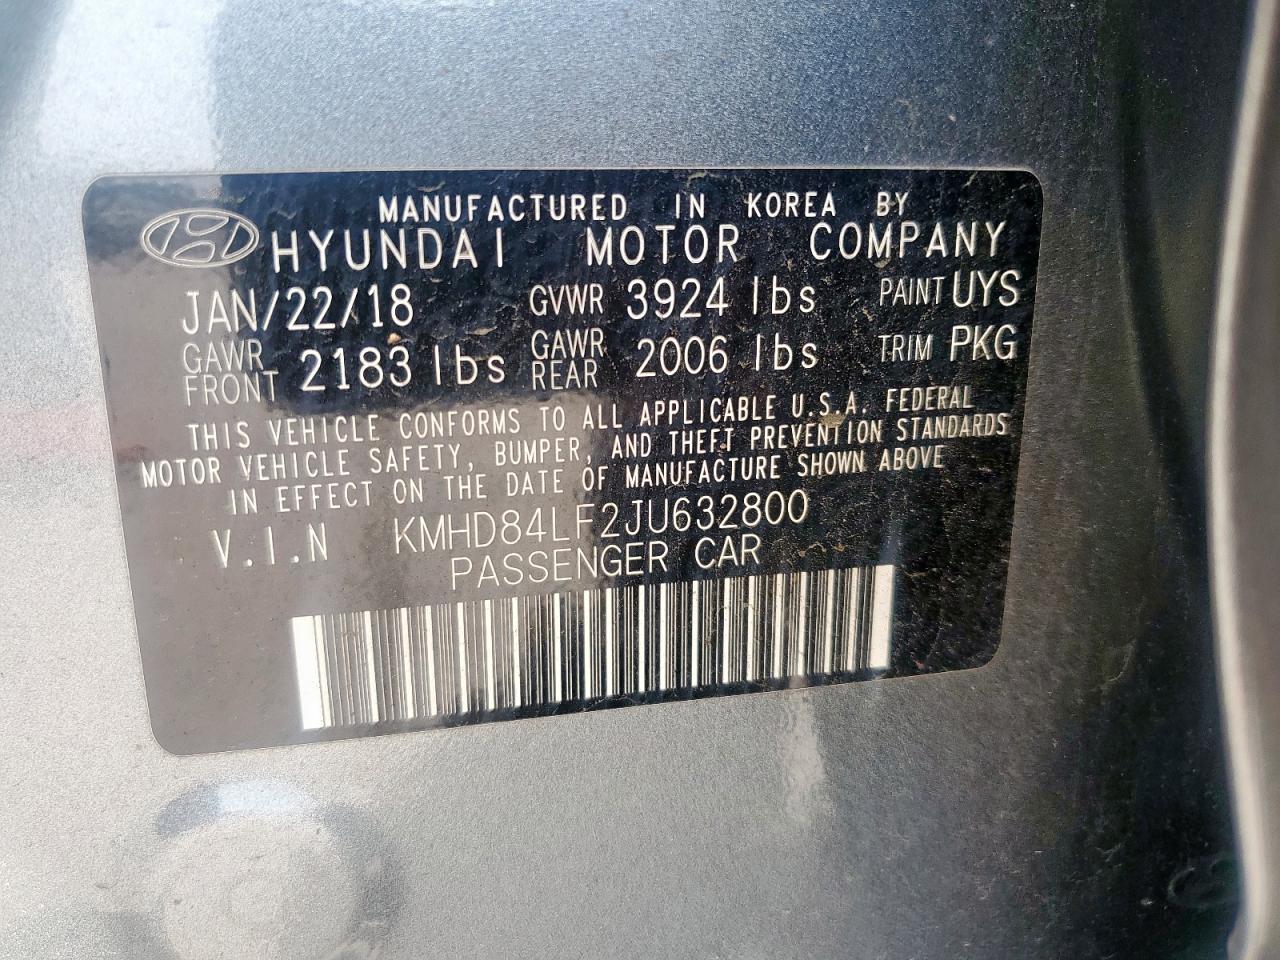 MANUFACTURED IN KOREA BY
HYUNDAI MOTOR COMPANY
JAN/22/18 GVWR 3924 lbs PAINT UYS
GAWR FRONT 2183 lbs GAWR REAR 2006 lbs TRIM PKG
THIS VEHICLE CONFORMS TO ALL APPLICABLE U.S.A. FEDERAL
MOTOR VEHICLE SAFETY, BUMPER, AND THEFT PREVENTION STANDARDS
IN EFFECT ON THE DATE OF MANUFACTURE SHOWN ABOVE
V.I.N KMHD84LF2JU632800
PASSENGER CAR